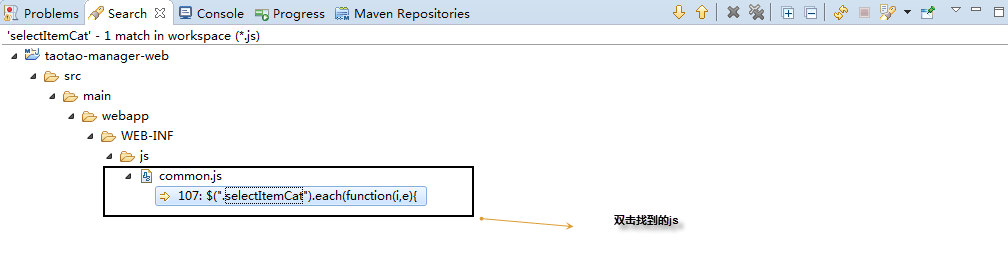 Problems Search Console Progress Maven Repositories
'selectItemCat' - 1 match in workspace (*.js)
taotao-manager-web
src
main
webapp
WEB-INF
js
common.js
107: $(".selectItemCat").each(function(i,e){
双击找到的js